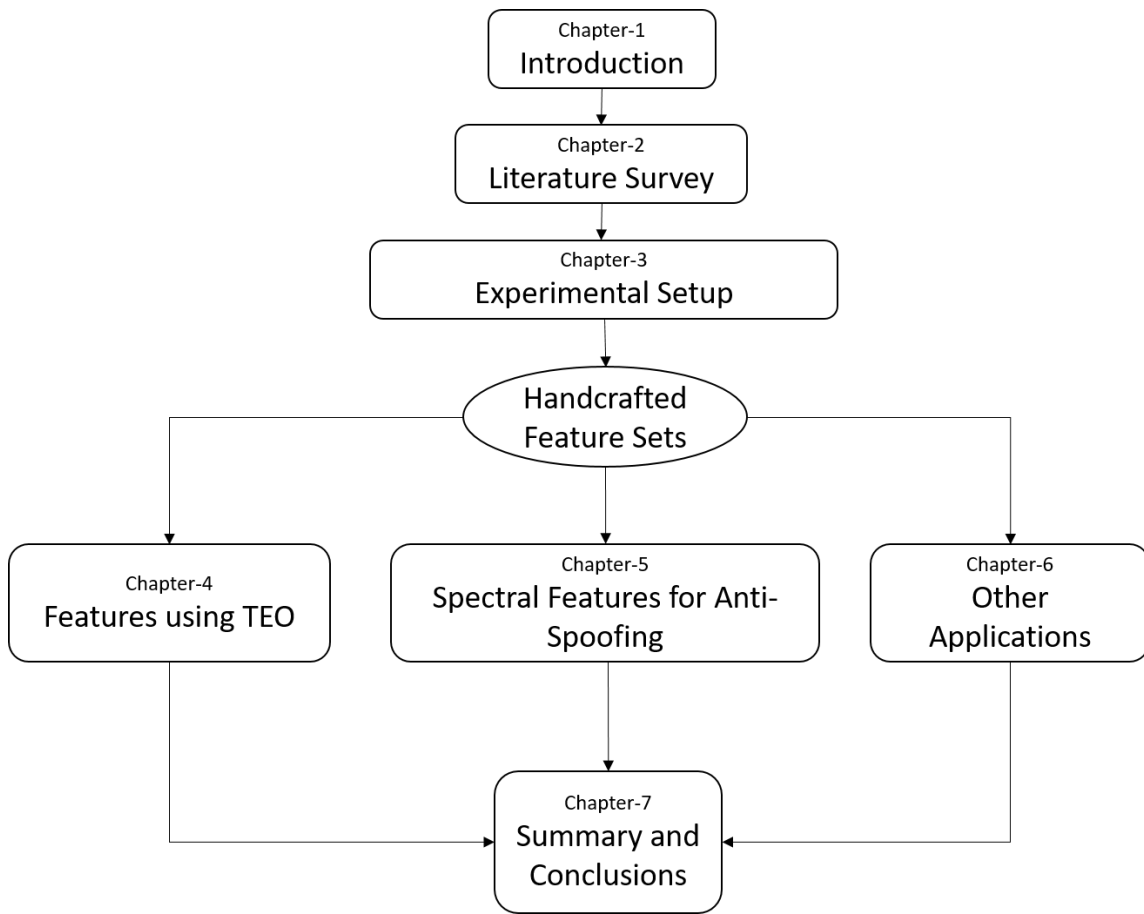 Chapter-1
Introduction
Chapter-2
Literature Survey
Chapter-3
Experimental Setup
Handcrafted
Feature Sets
Chapter-4
Features using TEO
Chapter-5
Spectral Features for Anti-
Spoofing
Chapter-6
Other
Applications
Chapter-7
Summary and
Conclusions